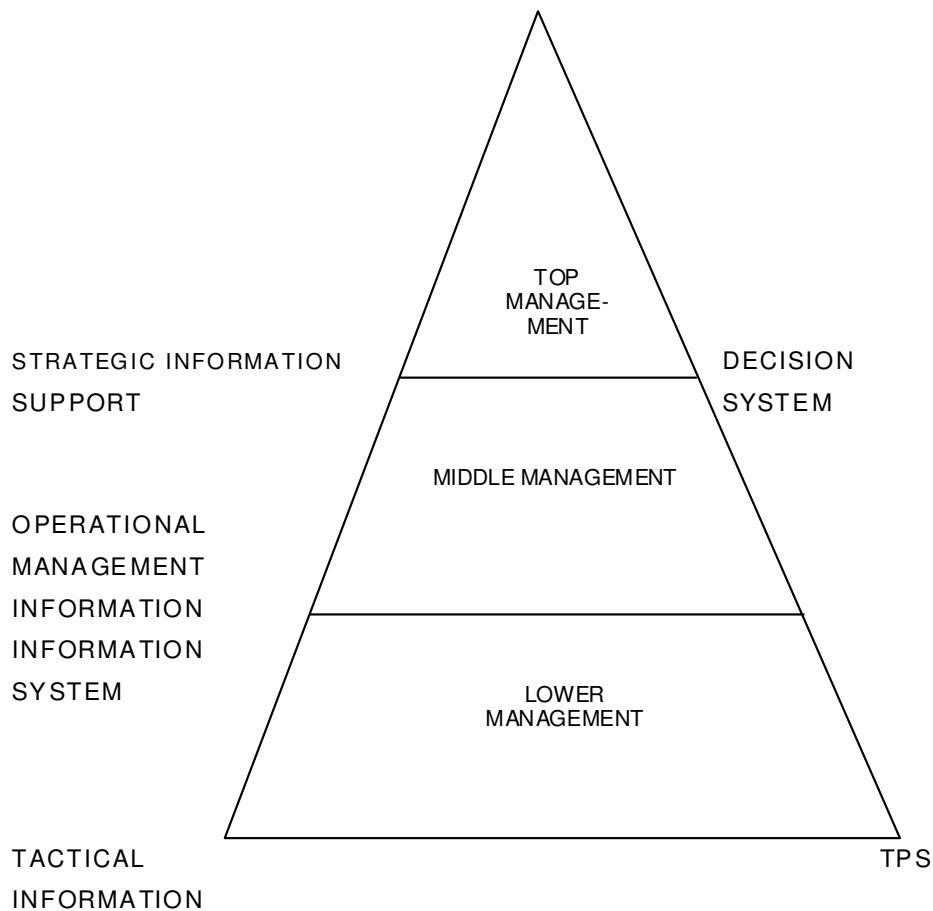 TOP
MANAGE-
MENT
STRATEGIC INFORMATION
DECISION
SUPPORT
SYSTEM
MIDDLE MANAGEMENT
OPERATIONAL
MANAGEMENT
INFORMATION
INFORMATION
SYSTEM
LOWER
MANAGEMENT
TACTICAL
TPS
INFORMATION